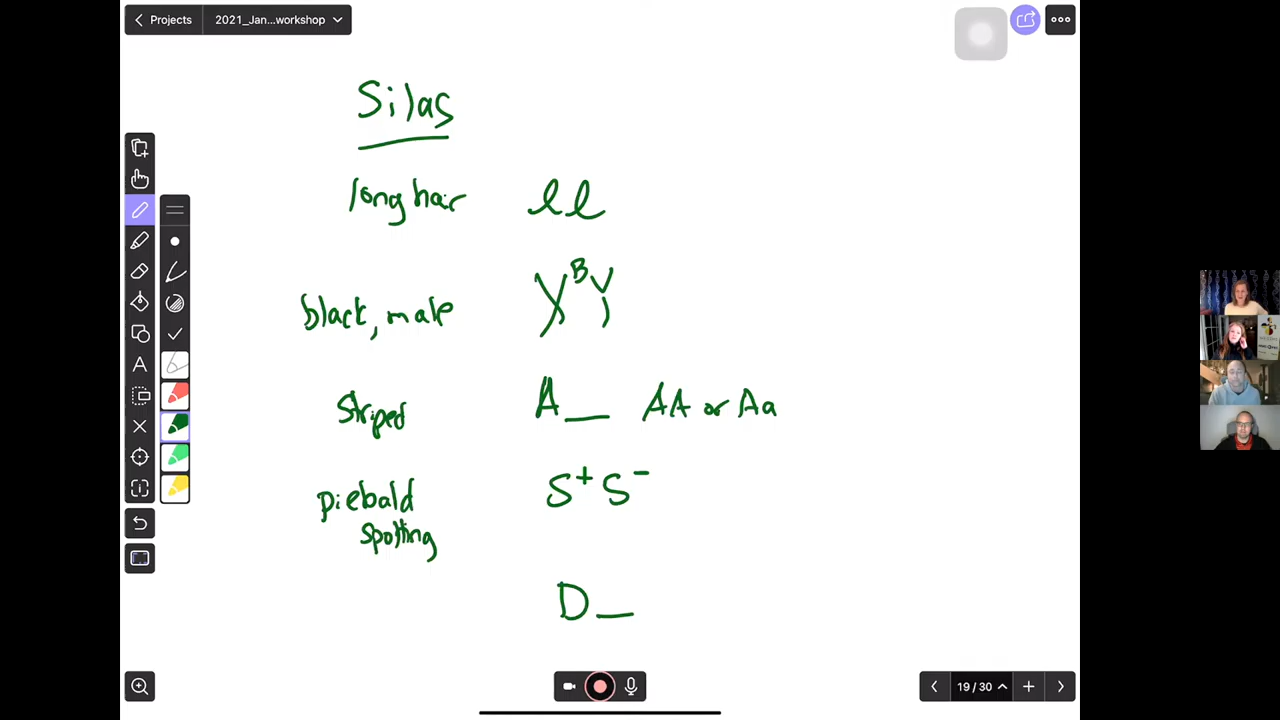 Projects 2021_Jan...workshop
Silas
long hair ll
black, male XᴮY
striped A_ AA or Aa
piebald S⁺S⁻
spotting
D_
A
19 / 30